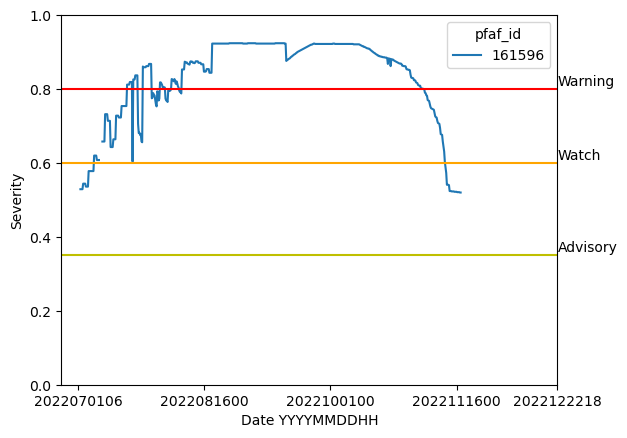 pfaf_id
161596
Warning
Watch
Advisory
Severity
1.0
0.8
0.6
0.4
0.2
0.0
2022070106 2022081600 2022100100 2022111600 2022122218
Date YYYYMMDDHH